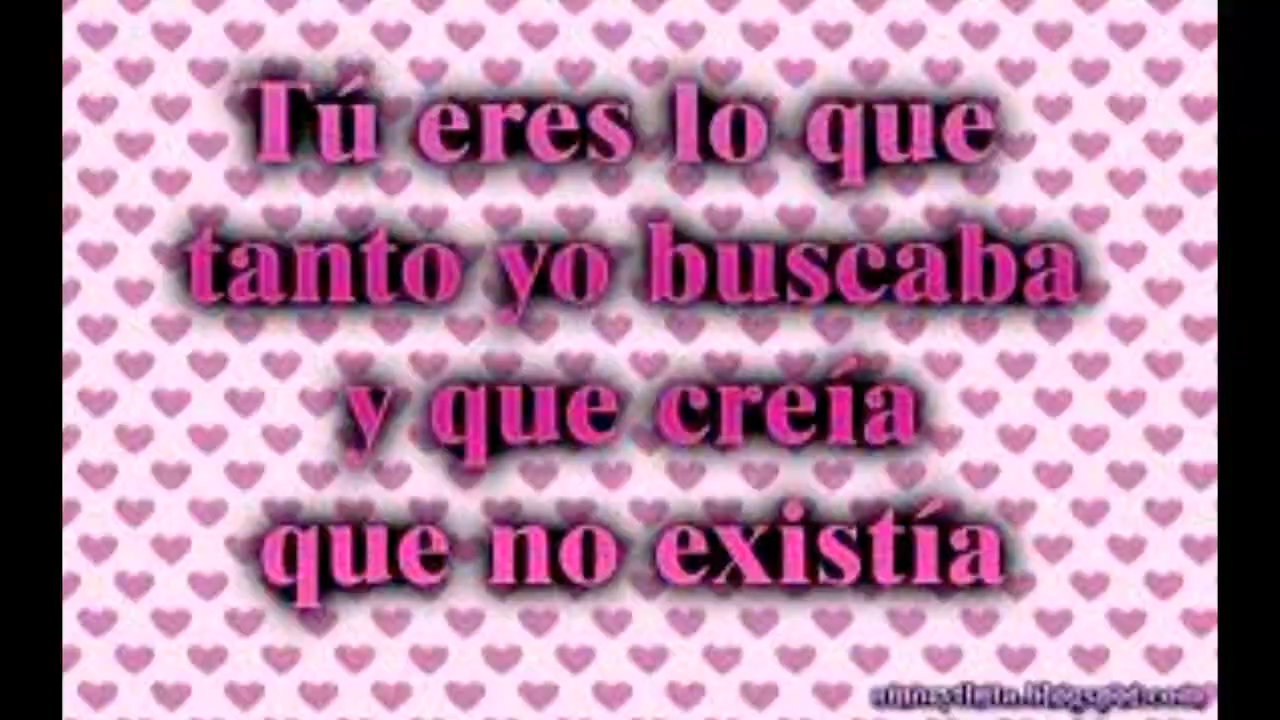 Tú eres lo que
tanto yo buscaba
y que creía
que no existía